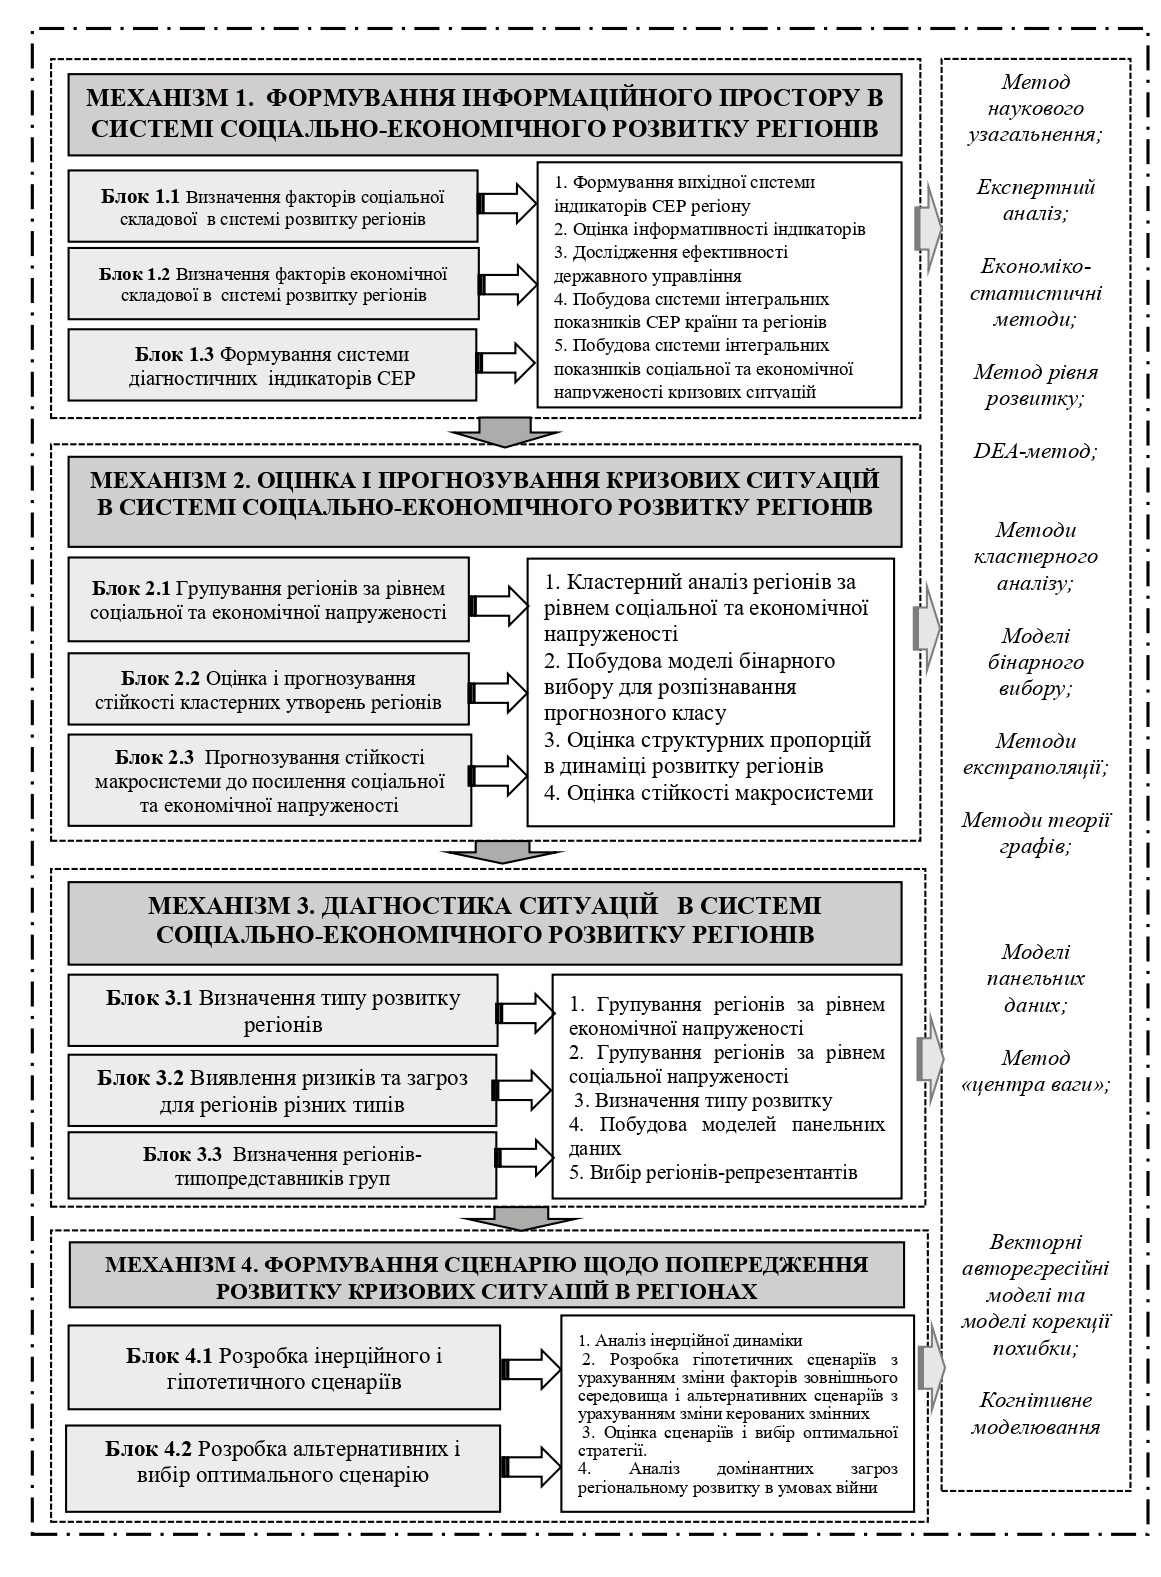 МЕХАНІЗМ 1. ФОРМУВАННЯ ІНФОРМАЦІЙНОГО ПРОСТОРУ В
СИСТЕМІ СОЦІАЛЬНО-ЕКОНОМІЧНОГО РОЗВИТКУ РЕГІОНІВ
Блок 1.1 Визначення факторів соціальної
складової в системі розвитку регіонів
Блок 1.2 Визначення факторів економічної
складової в системі розвитку регіонів
Блок 1.3 Формування системи
діагностичних індикаторів СЕР
1. Формування вихідної системи
індикаторів СЕР регіону
2. Оцінка інформативності індикаторів
3. Дослідження ефективності
державного управління
4. Побудова системи інтегральних
показників СЕР країни та регіонів
5. Побудова системи інтегральних
показників соціальної та економічної
напруженості кризових ситуацій
МЕХАНІЗМ 2. ОЦІНКА І ПРОГНОЗУВАННЯ КРИЗОВИХ СИТУАЦІЙ
В СИСТЕМІ СОЦІАЛЬНО-ЕКОНОМІЧНОГО РОЗВИТКУ РЕГІОНІВ
Блок 2.1 Групування регіонів за рівнем
соціальної та економічної напруженості
Блок 2.2 Оцінка і прогнозування
стійкості кластерних утворень регіонів
Блок 2.3 Прогнозування стійкості
макросистеми до посилення соціальної
та економічної напруженості
1. Кластерний аналіз регіонів за
рівнем соціальної та економічної
напруженості
2. Побудова моделі бінарного
вибору для розпізнавання
прогнозного класу
3. Оцінка структурних пропорцій
в динаміці розвитку регіонів
4. Оцінка стійкості макросистеми
МЕХАНІЗМ 3. ДІАГНОСТИКА СИТУАЦІЙ В СИСТЕМІ
СОЦІАЛЬНО-ЕКОНОМІЧНОГО РОЗВИТКУ РЕГІОНІВ
Блок 3.1 Визначення типу розвитку
регіонів
Блок 3.2 Виявлення ризиків та загроз
для регіонів різних типів
Блок 3.3 Визначення регіонів-
типопредставників груп
1. Групування регіонів за рівнем
економічної напруженості
2. Групування регіонів за рівнем
соціальної напруженості
3. Визначення типу розвитку
4. Побудова моделей панельних
даних
5. Вибір регіонів-репрезентантів
МЕХАНІЗМ 4. ФОРМУВАННЯ СЦЕНАРІЮ ЩОДО ПОПЕРЕДЖЕННЯ
РОЗВИТКУ КРИЗОВИХ СИТУАЦІЙ В РЕГІОНАХ
Блок 4.1 Розробка інерційного і
гіпотетичного сценаріїв
Блок 4.2 Розробка альтернативних і
вибір оптимального сценарію
1. Аналіз інерційної динаміки
2. Розробка гіпотетичних сценаріїв з
урахуванням зміни факторів зовнішнього
середовища і альтернативних сценаріїв з
урахуванням зміни керованих змінних
3. Оцінка сценаріїв і вибір оптимальної
стратегії.
4. Аналіз домінантних загроз
регіональному розвитку в умовах війни
Метод
наукового
узагальнення;
Експертний
аналіз;
Економіко-
статистичні
методи;
Метод рівня
розвитку;
DEA-метод;
Методи
кластерного
аналізу;
Моделі
бінарного
вибору;
Методи
екстраполяції;
Методи теорії
графів;
Моделі
панельних
даних;
Метод
«центра ваги»;
Векторні
авторегресійні
моделі та
моделі корекції
похибки;
Когнітивне
моделювання